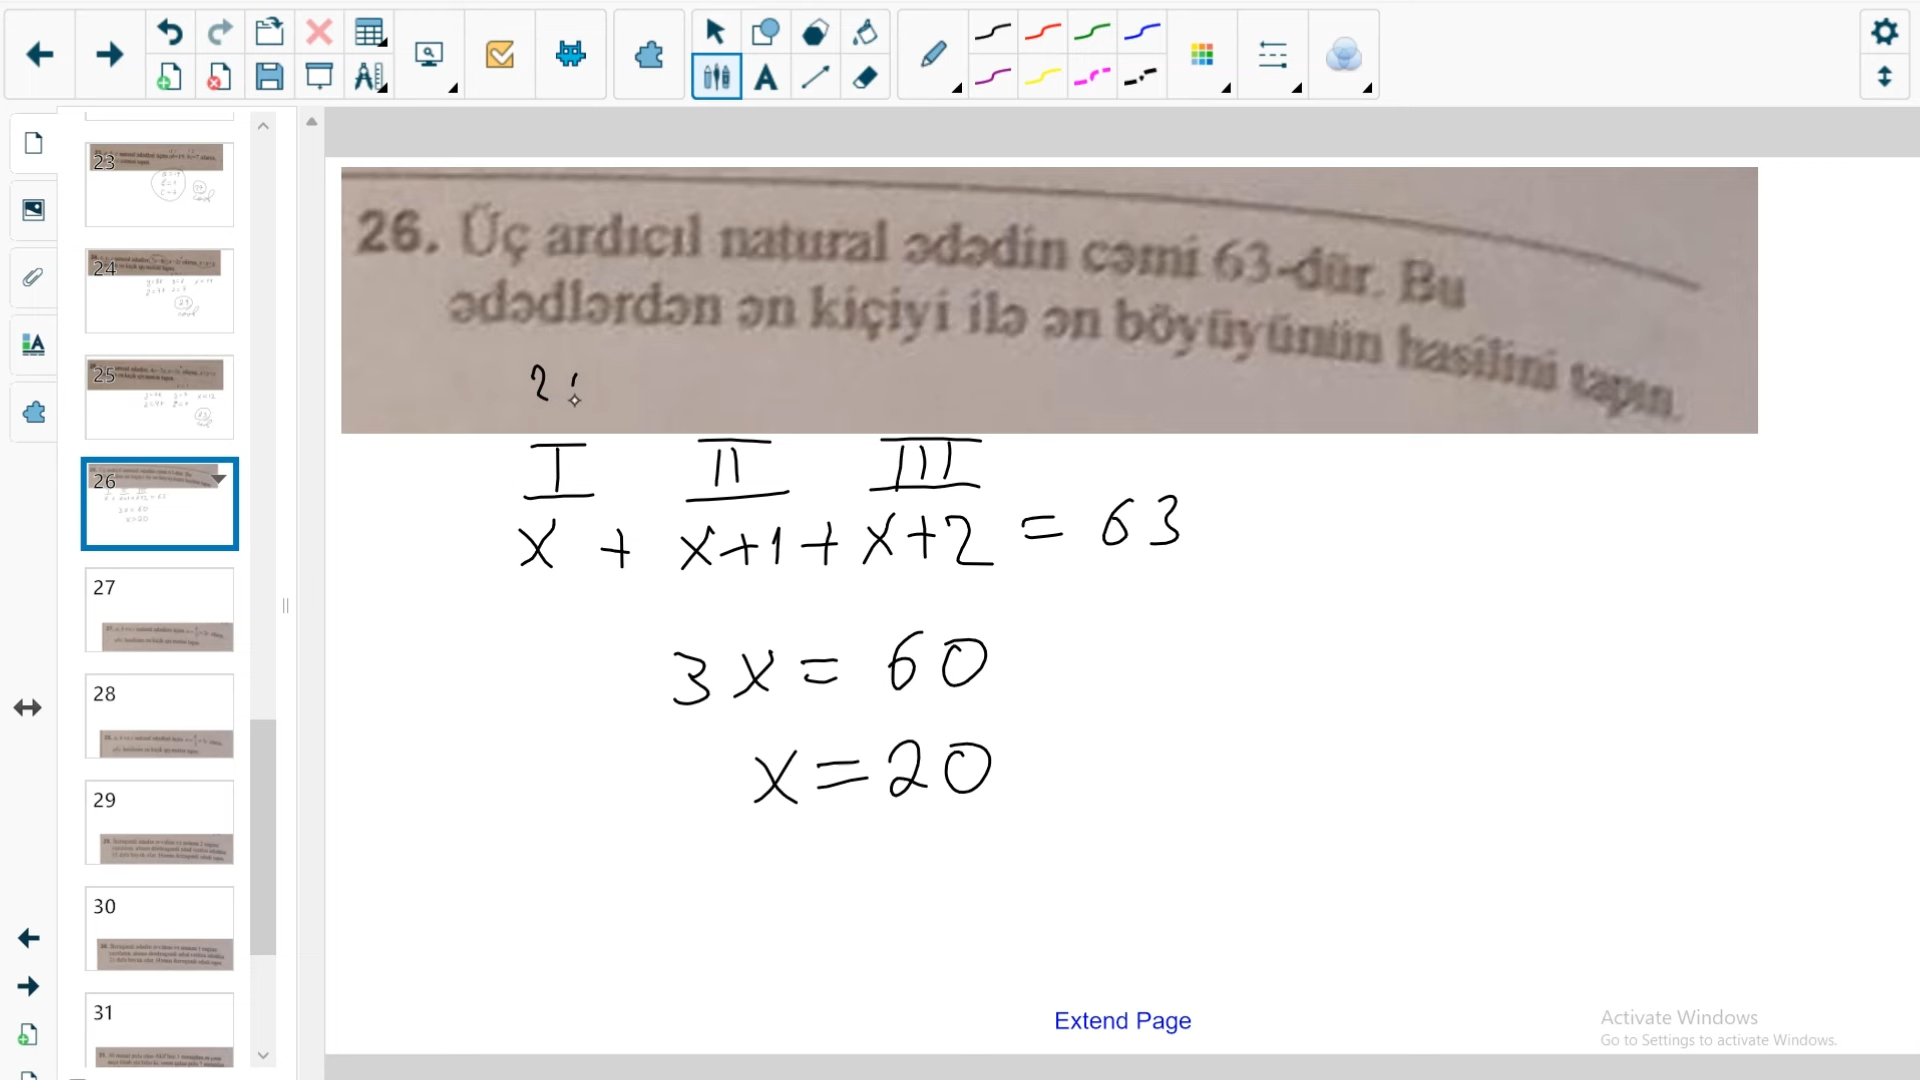 23
24
25
26
27
28
29
30
31
26. Üç ardıcıl natural ədədin cəmi 63-dür. Bu
ədədlərdən ən kiçiyi ilə ən böyüyünün hasilini tapın.
2
I II III
x + x+1+x+2 = 63
3x = 60
x=20
Extend Page
Activate Windows
Go to Settings to activate Windows.